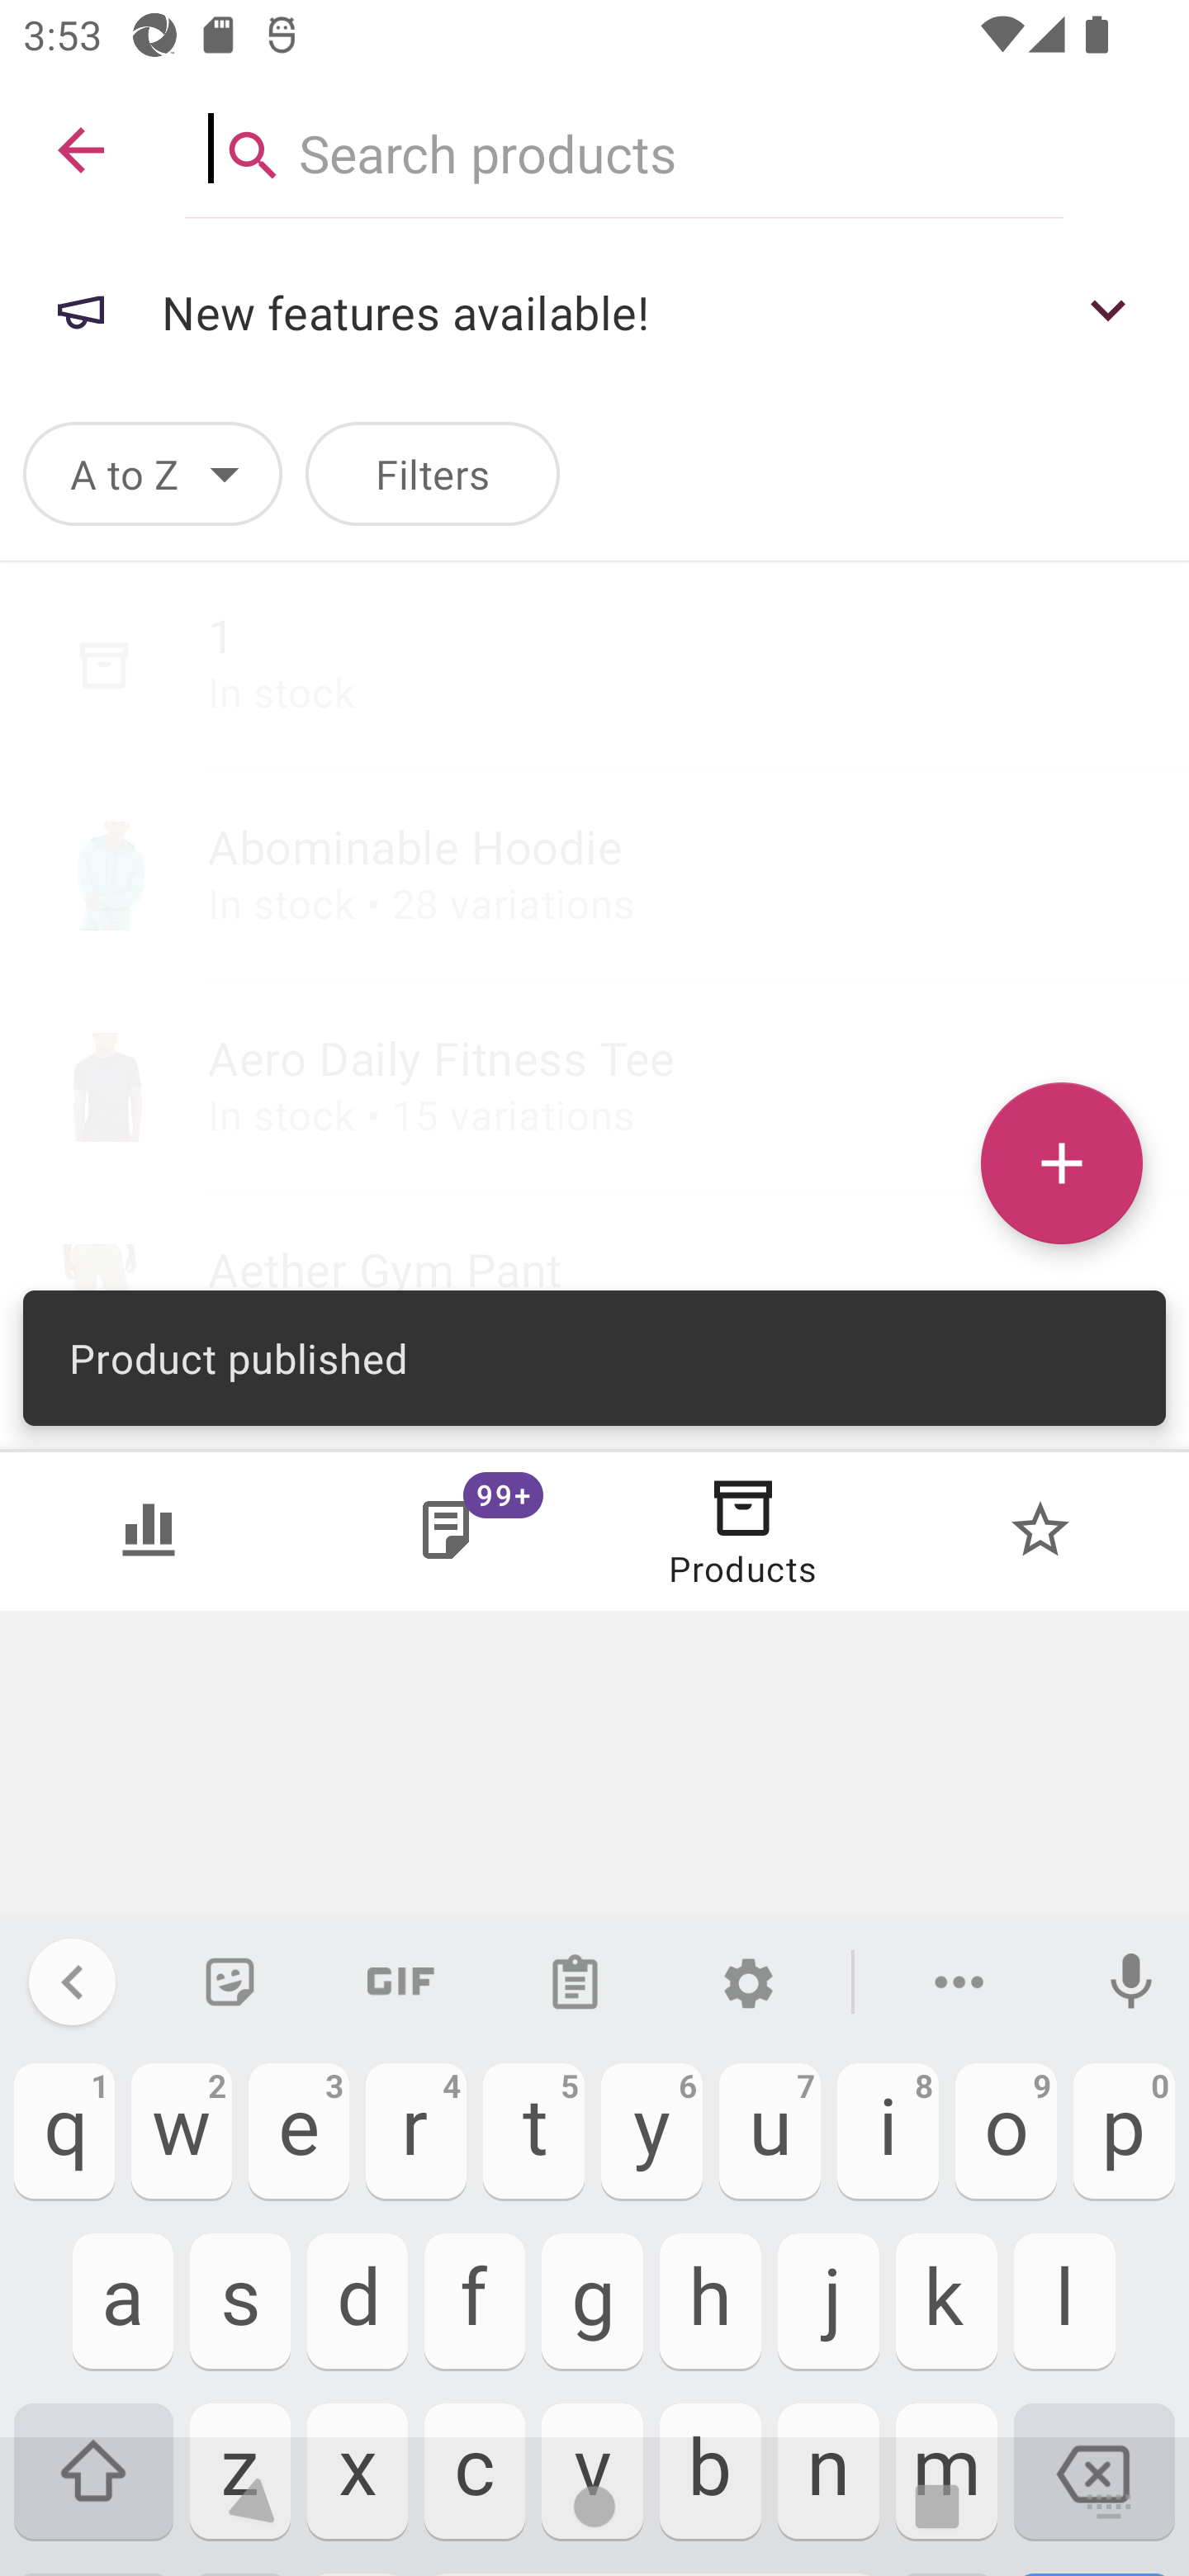 3:53
Search products
New features available!
A to Z
Filters
1
In stock
Abominable Hoodie
In stock • 28 variations
Aero Daily Fitness Tee
In stock • 15 variations
Aether Gym Pant
Product published
99+
Products
GIF
1 2 3 4 5 6 7 8 9 0
q w e r t y u i o p
a s d f g h j k l
z x c v b n m